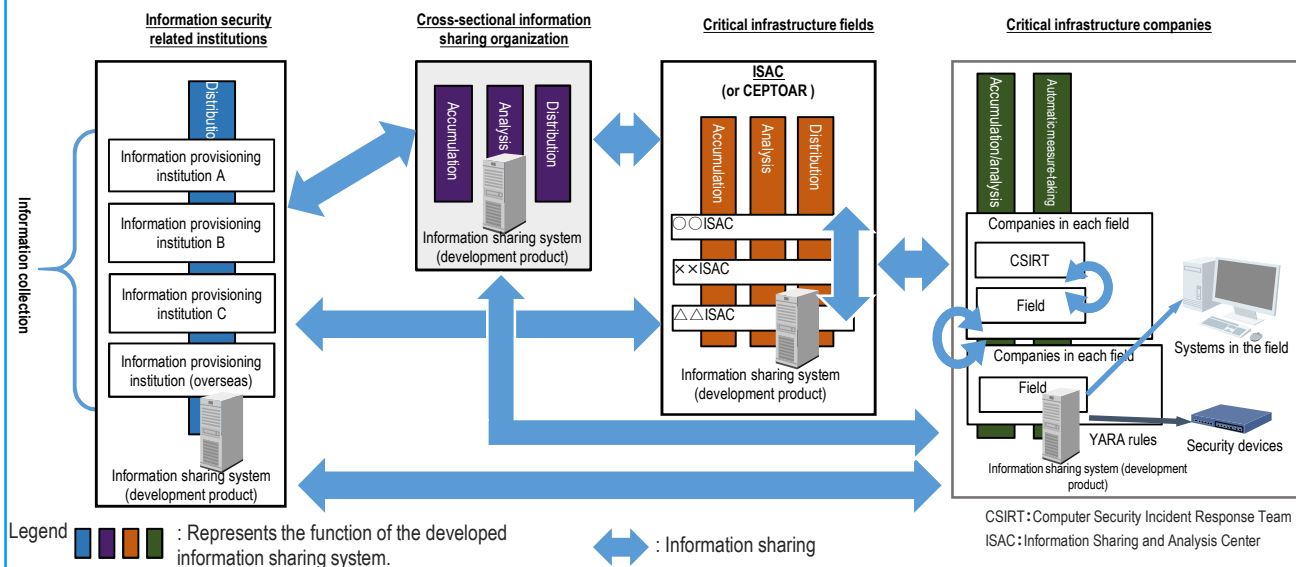 Information security
related institutions
Cross-sectional information
sharing organization
Critical infrastructure fields
Critical infrastructure companies
Information collection
Distribution
Information provisioning
institution A
Information provisioning
institution B
Information provisioning
institution C
Information provisioning
institution (overseas)
Information sharing system
(development product)
Accumulation
Analysis
Distribution
Information sharing system
(development product)
ISAC
(or CEPTOAR )
Accumulation
Analysis
Distribution
○○ISAC
××ISAC
△△ISAC
Information sharing system
(development product)
Accumulation/analysis
Automatic measure-taking
Companies in each field
CSIRT
Field
Companies in each field
Field
YARA rules
Information sharing system (development
product)
Systems in the field
Security devices
Legend
: Represents the function of the developed
information sharing system.
: Information sharing
CSIRT：Computer Security Incident Response Team
ISAC：Information Sharing and Analysis Center